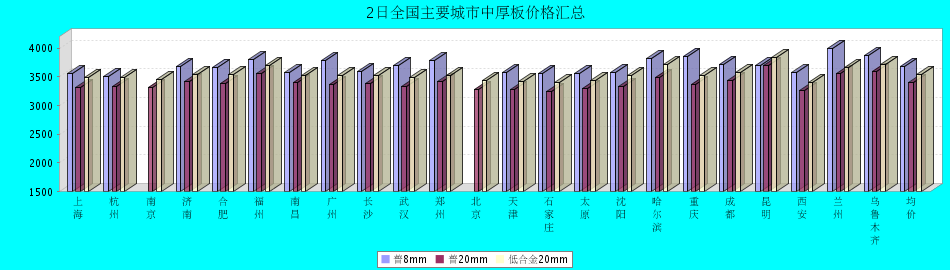 2日全国主要城市中厚板价格汇总
4000
3500
3000
2500
2000
1500
上海
杭州
南京
济南
合肥
福州
南昌
广州
长沙
武汉
郑州
北京
天津
石家庄
太原
沈阳
哈尔滨
重庆
成都
昆明
西安
兰州
乌鲁木齐
均价
普8mm 普20mm 低合金20mm